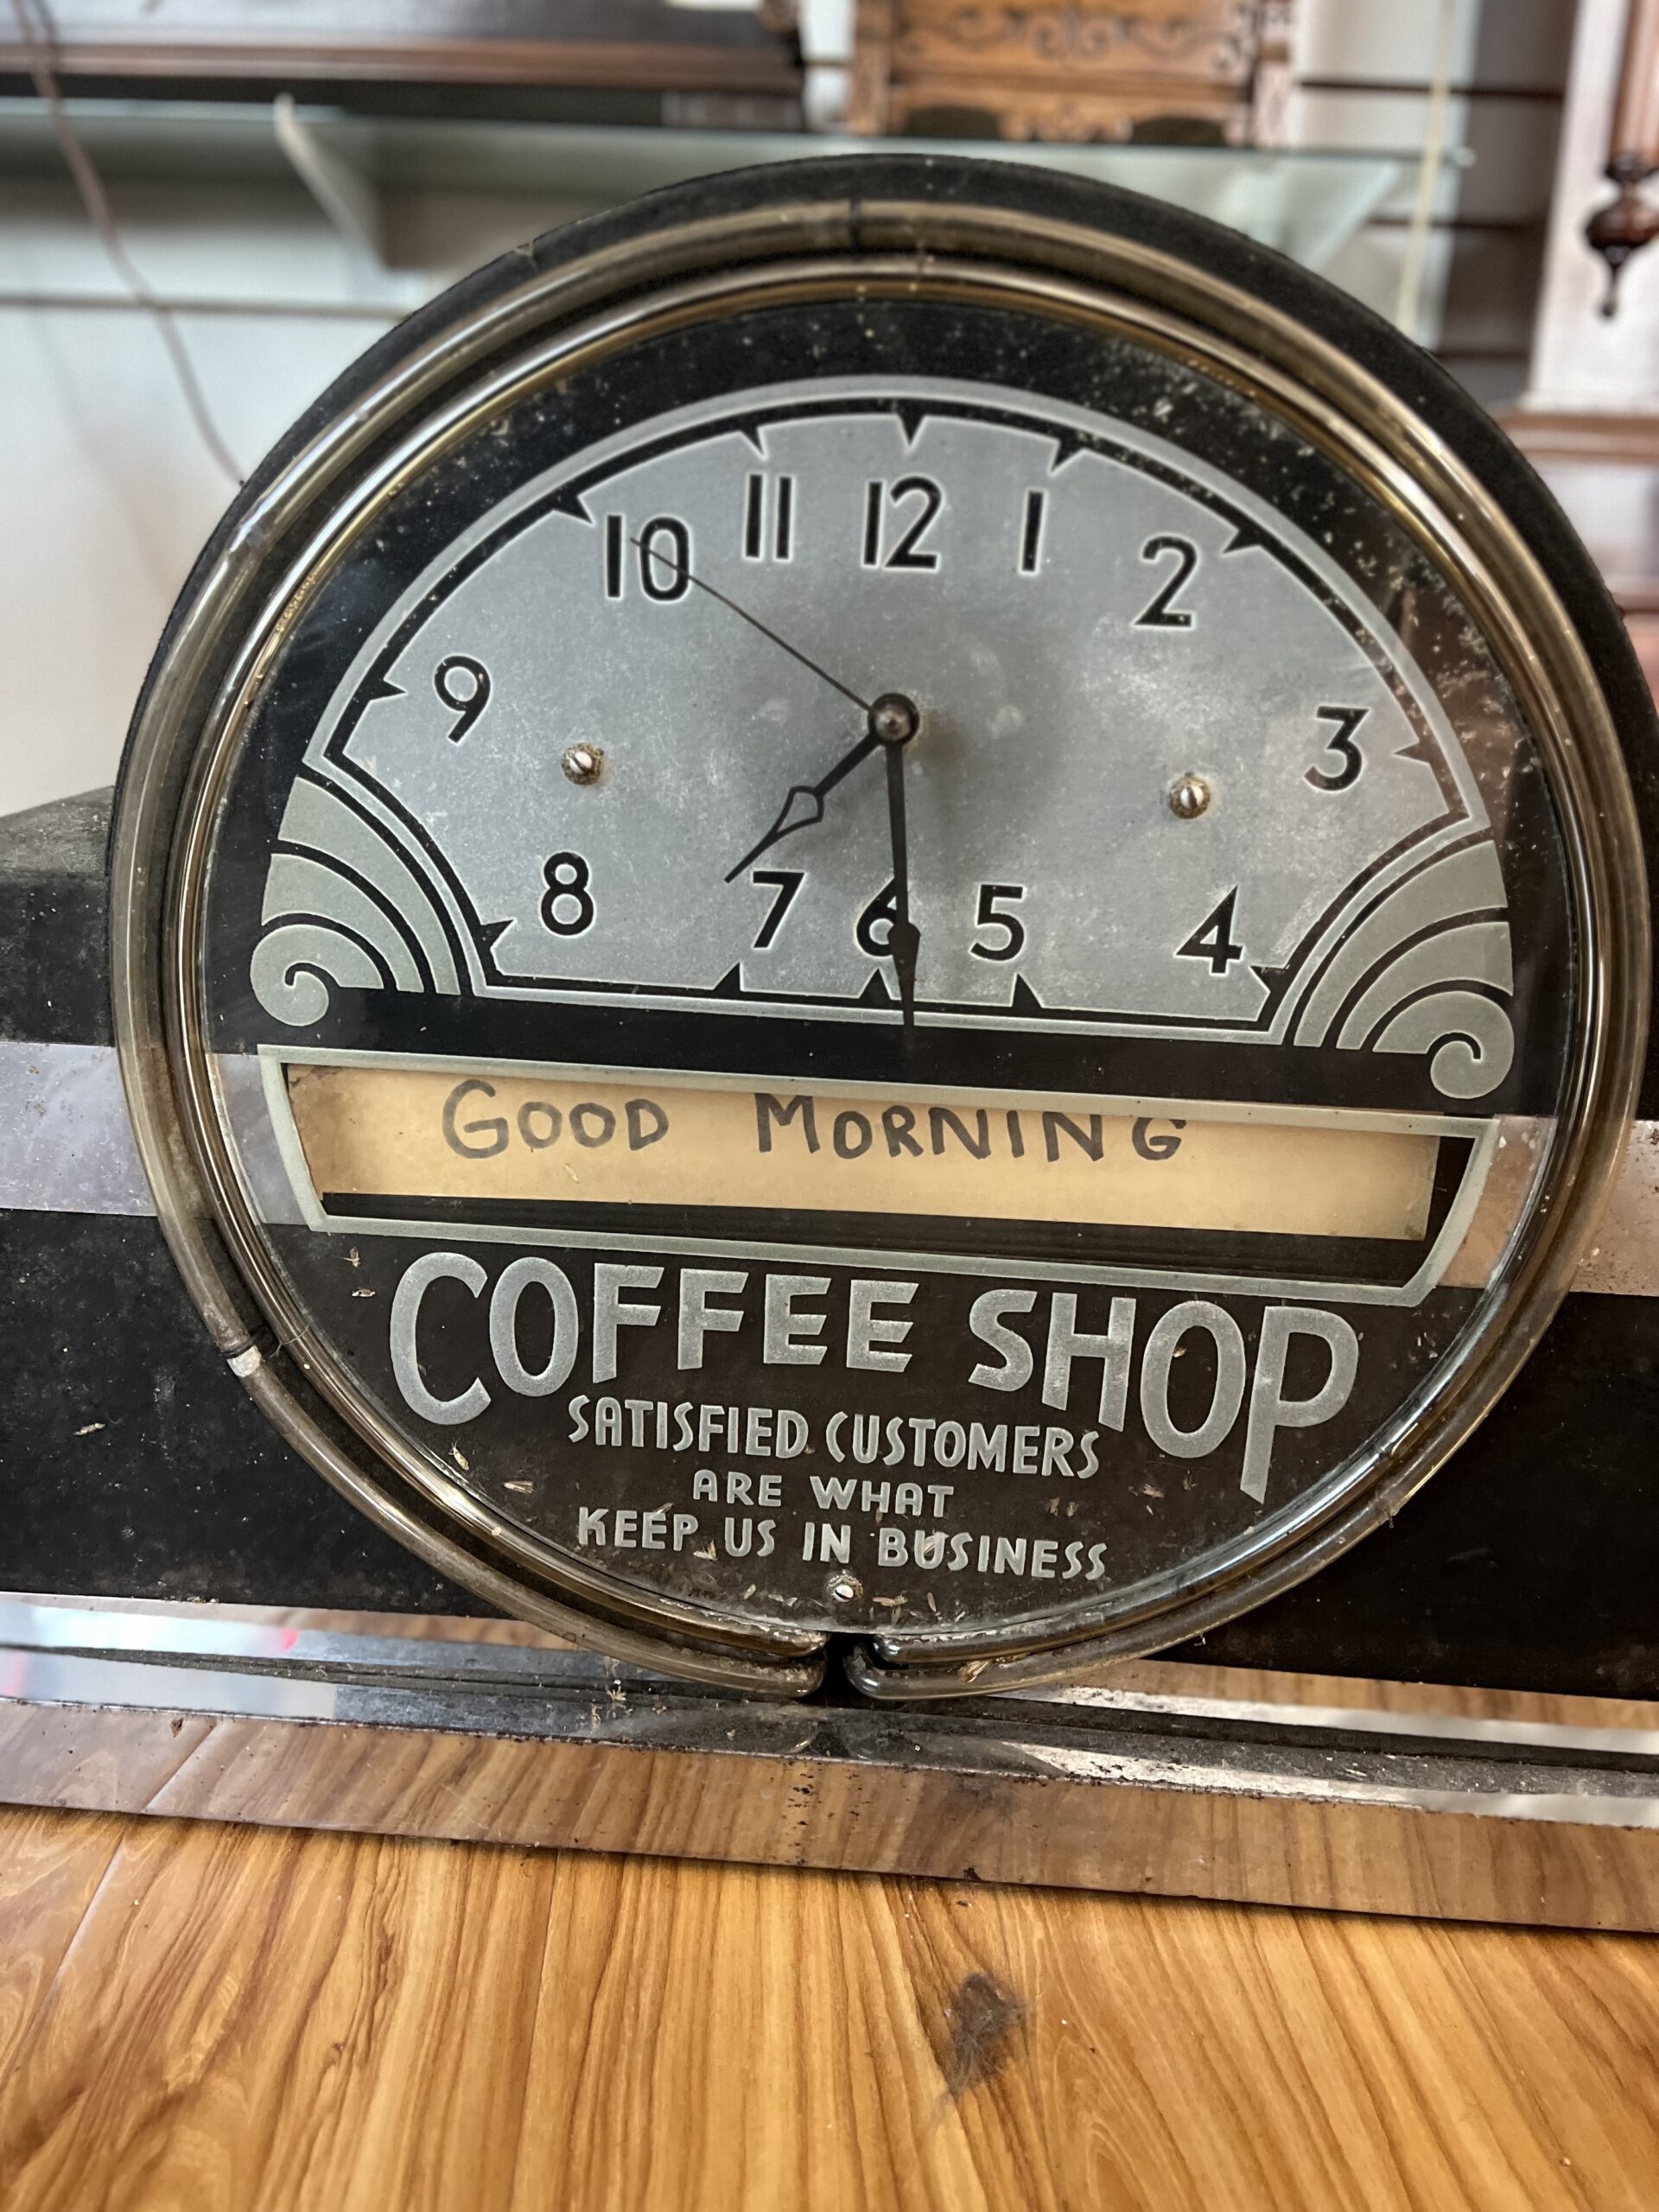 11 12 1
10 2
9 3
8 7 6 5 4
GOOD MORNING
COFFEE SHOP
SATISFIED CUSTOMERS
ARE WHAT
KEEP US IN BUSINESS